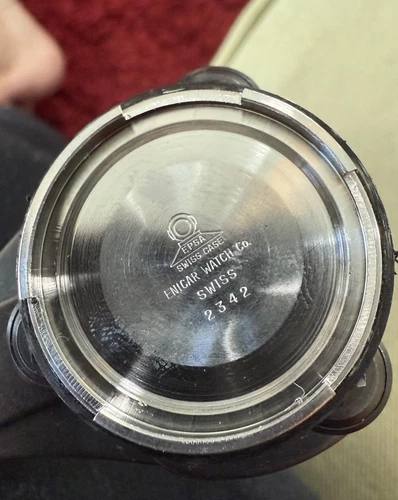 EPSA
SWISS CASE
ENICAR WATCH Co.
SWISS
2342